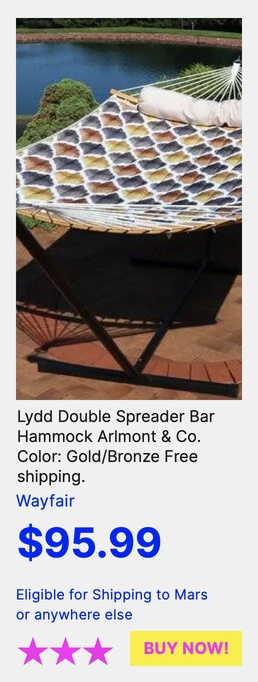 Lydd Double Spreader Bar
Hammock Arlmont & Co.
Color: Gold/Bronze Free
shipping.
Wayfair
$95.99
Eligible for Shipping to Mars
or anywhere else
BUY NOW!